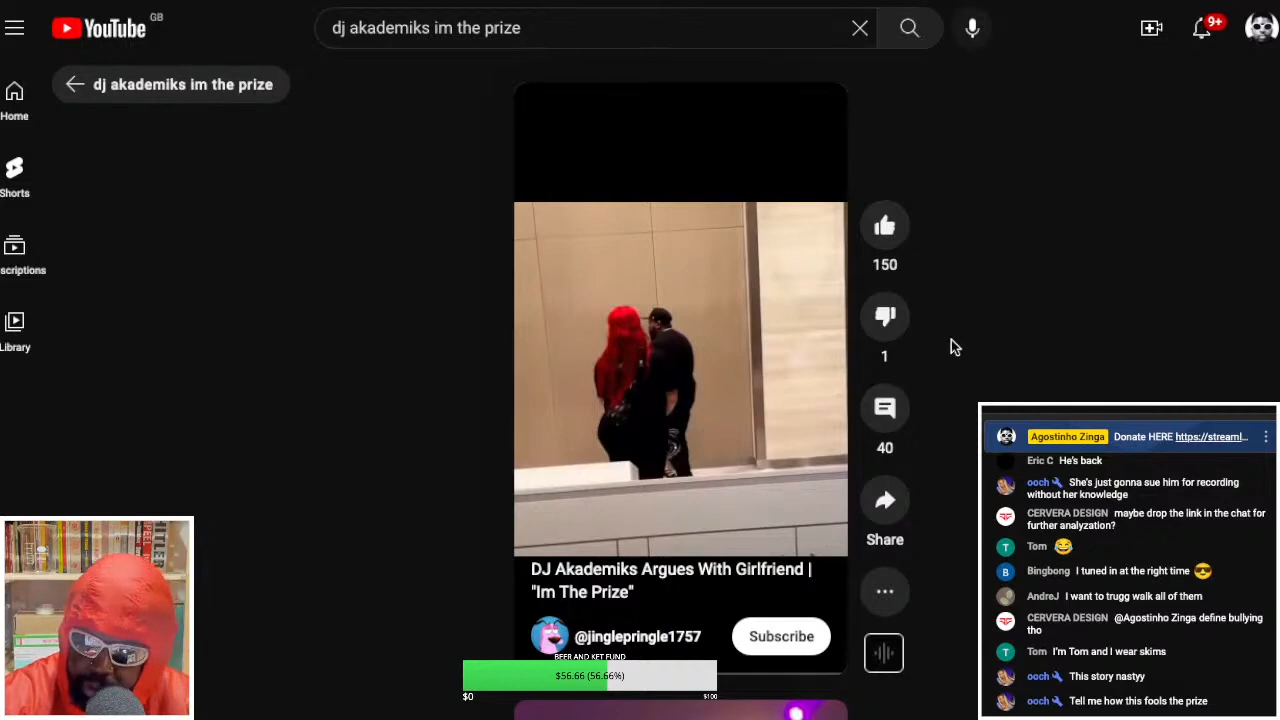 YouTube GB
dj akademiks im the prize
9+
dj akademiks im the prize
Home
Shorts
scriptions
Library
150
1
40
Share
DJ Akademiks Argues With Girlfriend |
"Im The Prize"
@jinglepringle1757
Subscribe
BEER AND KET FUND
$56.66 (56.66%)
$0
$100
Agostinho Zinga Donate HERE https://streaml...
Eric C He's back
ooch She's just gonna sue him for recording
without her knowledge
CERVERA DESIGN maybe drop the link in the chat for
further analyzation?
Tom 😂
Bingbong I tuned in at the right time 😎
AndreJ I want to trugg walk all of them
CERVERA DESIGN @Agostinho Zinga define bullying
tho
Tom I'm Tom and I wear skims
ooch This story nastyy
ooch Tell me how this fools the prize